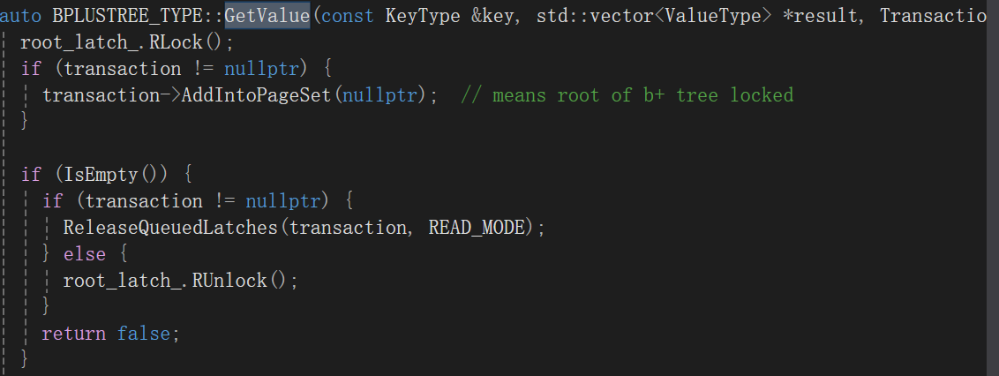 auto BPLUSTREE_TYPE::GetValue(const KeyType &key, std::vector<ValueType> *result, Transactio
root_latch_.RLock();
if (transaction != nullptr) {
transaction->AddIntoPageSet(nullptr);  // means root of b+ tree locked
}
if (IsEmpty()) {
if (transaction != nullptr) {
ReleaseQueuedLatches(transaction, READ_MODE);
} else {
root_latch_.RUnlock();
}
return false;
}